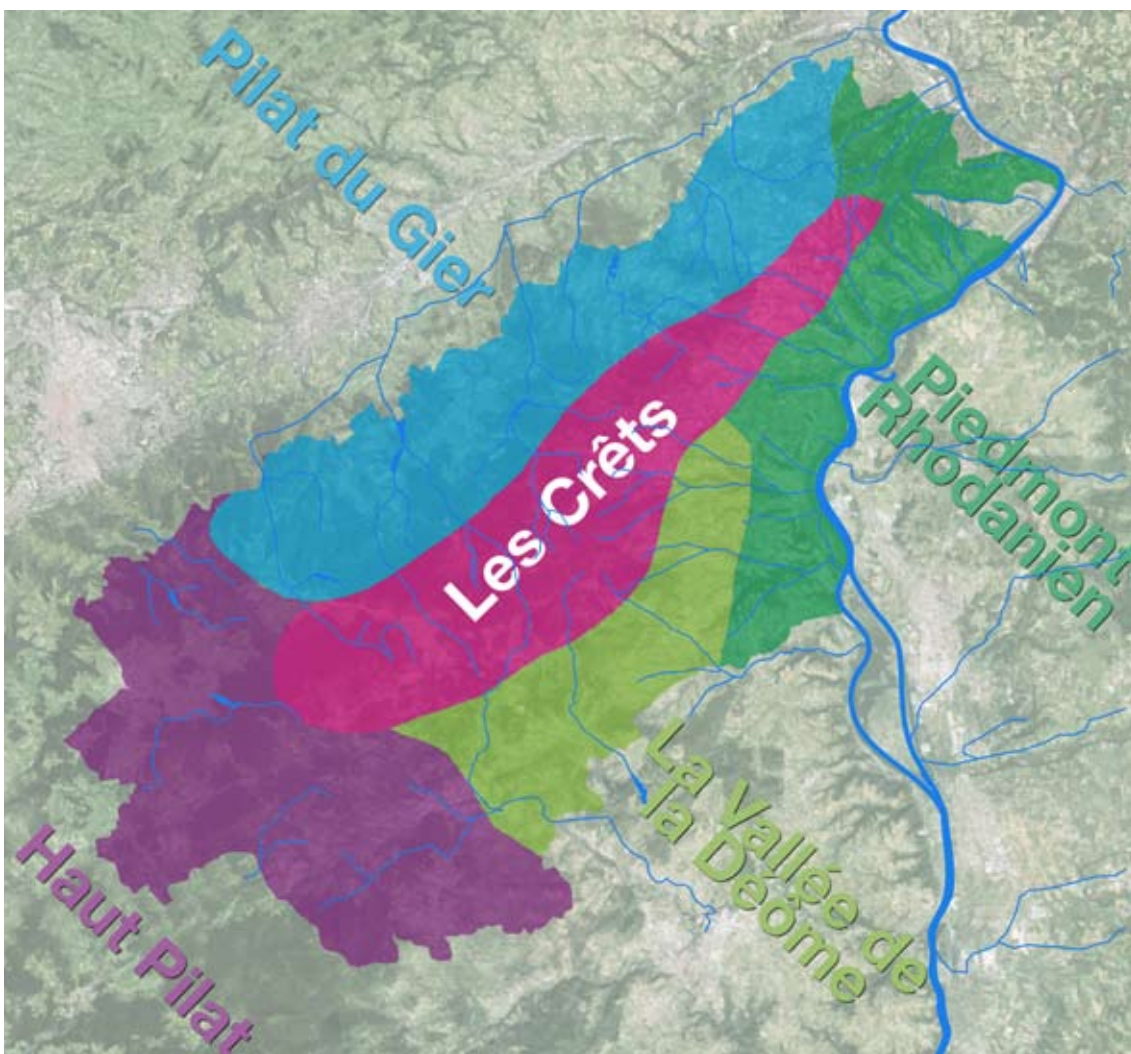 Pilat du Gier
Les Crêts
Piedmont
Rhodanien
La Vallée de
la Déôme
Haut Pilat